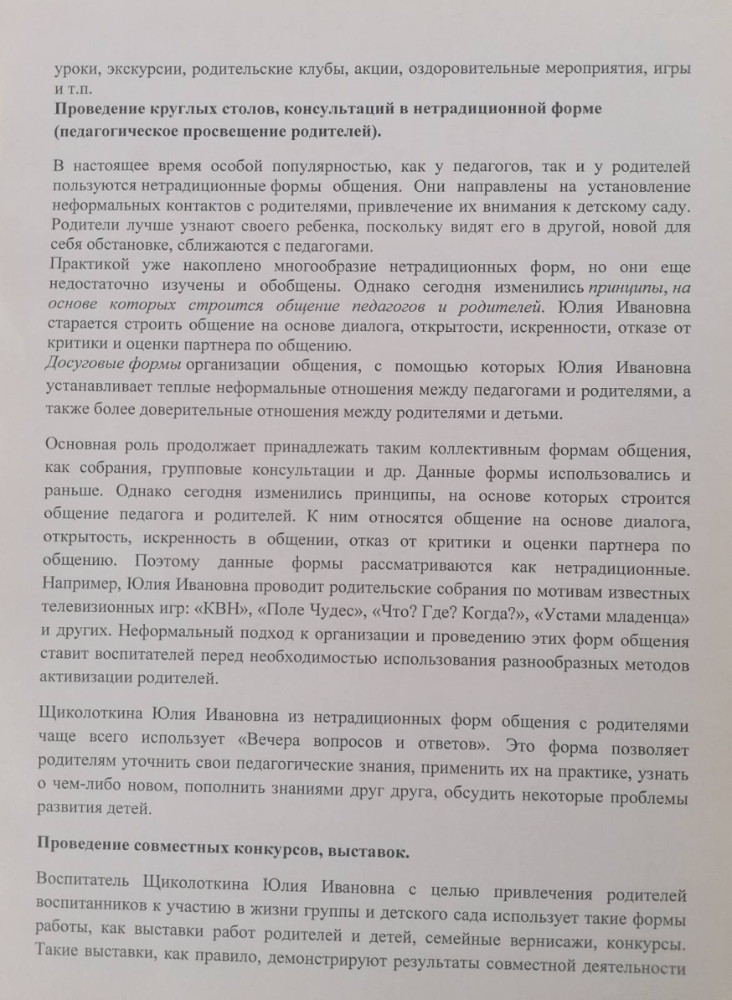 уроки, экскурсии, родительские клубы, акции, оздоровительные мероприятия, игры
и т.п.
Проведение круглых столов, консультаций в нетрадиционной форме
(педагогическое просвещение родителей).
В настоящее время особой популярностью, как у педагогов, так и у родителей
пользуются нетрадиционные формы общения. Они направлены на установление
неформальных контактов с родителями, привлечение их внимания к детскому саду.
Родители лучше узнают своего ребенка, поскольку видят его в другой, новой для
себя обстановке, сближаются с педагогами.
Практикой уже накоплено многообразие нетрадиционных форм, но они еще
недостаточно изучены и обобщены. Однако сегодня изменились принципы, на
основе которых строится общение педагогов и родителей. Юлия Ивановна
старается строить общение на основе диалога, открытости, искренности, отказе от
критики и оценки партнера по общению.
Досуговые формы организации общения, с помощью которых Юлия Ивановна
устанавливает теплые неформальные отношения между педагогами и родителями, а
также более доверительные отношения между родителями и детьми.
Основная роль продолжает принадлежать таким коллективным формам общения,
как собрания, групповые консультации и др. Данные формы использовались и
раньше. Однако сегодня изменились принципы, на основе которых строится
общение педагога и родителей. К ним относятся общение на основе диалога,
открытость, искренность в общении, отказ от критики и оценки партнера по
общению. Поэтому данные формы рассматриваются как нетрадиционные.
Например, Юлия Ивановна проводит родительские собрания по мотивам известных
телевизионных игр: «КВН», «Поле Чудес», «Что? Где? Когда?», «Устами младенца»
и других. Неформальный подход к организации и проведению этих форм общения
ставит воспитателей перед необходимостью использования разнообразных методов
активизации родителей.
Щиколоткина Юлия Ивановна из нетрадиционных форм общения с родителями
чаще всего использует «Вечера вопросов и ответов». Это форма позволяет
родителям уточнить свои педагогические знания, применить их на практике, узнать
о чем-либо новом, пополнить знаниями друг друга, обсудить некоторые проблемы
развития детей.
Проведение совместных конкурсов, выставок.
Воспитатель Щиколоткина Юлия Ивановна с целью привлечения родителей
воспитанников к участию в жизни группы и детского сада использует такие формы
работы, как выставки работ родителей и детей, семейные вернисажи, конкурсы.
Такие выставки, как правило, демонстрируют результаты совместной деятельности